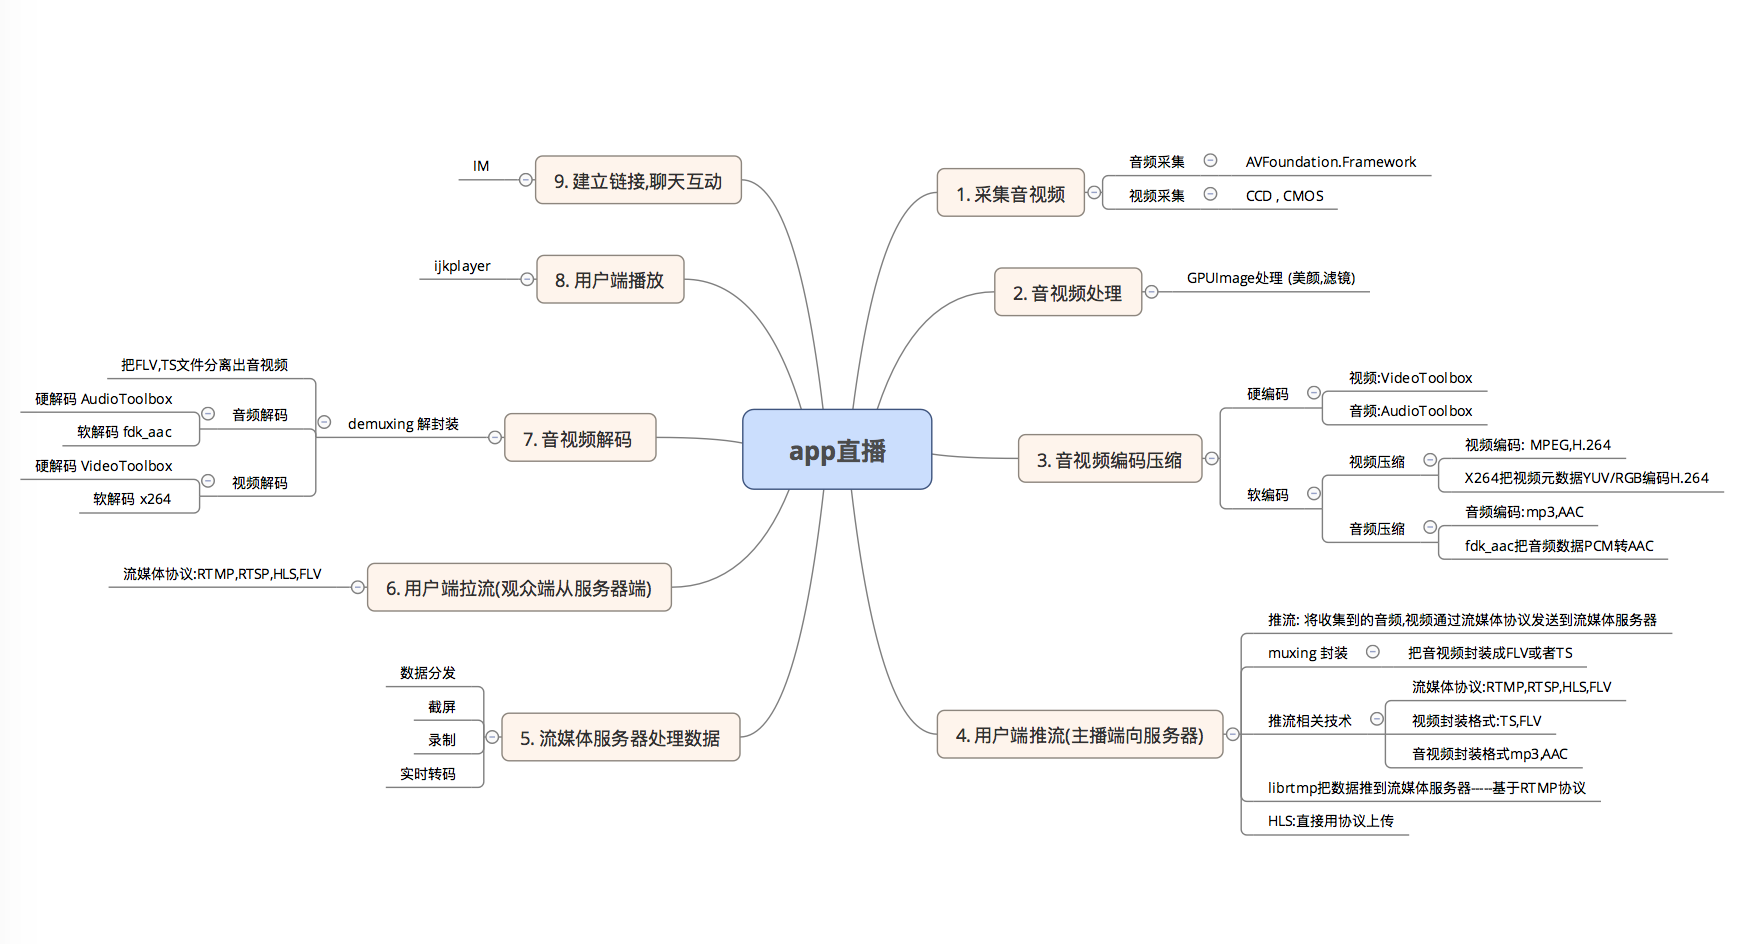 app直播
1. 采集音视频
音频采集
AVFoundation.Framework
视频采集
CCD , CMOS
2. 音视频处理
GPUImage处理 (美颜,滤镜)
3. 音视频编码压缩
硬编码
视频:VideoToolbox
音频:AudioToolbox
软编码
视频压缩
视频编码: MPEG,H.264
X264把视频元数据YUV/RGB编码H.264
音频压缩
音频编码:mp3,AAC
fdk_aac把音频数据PCM转AAC
4. 用户端推流(主播端向服务器)
推流: 将收集到的音频,视频通过流媒体协议发送到流媒体服务器
muxing 封装
把音视频封装成FLV或者TS
推流相关技术
流媒体协议:RTMP,RTSP,HLS,FLV
视频封装格式:TS,FLV
音视频封装格式mp3,AAC
librtmp把数据推到流媒体服务器-----基于RTMP协议
HLS:直接用协议上传
5. 流媒体服务器处理数据
数据分发
截屏
录制
实时转码
6. 用户端拉流(观众端从服务器端)
流媒体协议:RTMP,RTSP,HLS,FLV
7. 音视频解码
demuxing 解封装
把FLV,TS文件分离出音视频
音频解码
硬解码 AudioToolbox
软解码 fdk_aac
视频解码
硬解码 VideoToolbox
软解码 x264
8. 用户端播放
ijkplayer
9. 建立链接,聊天互动
IM